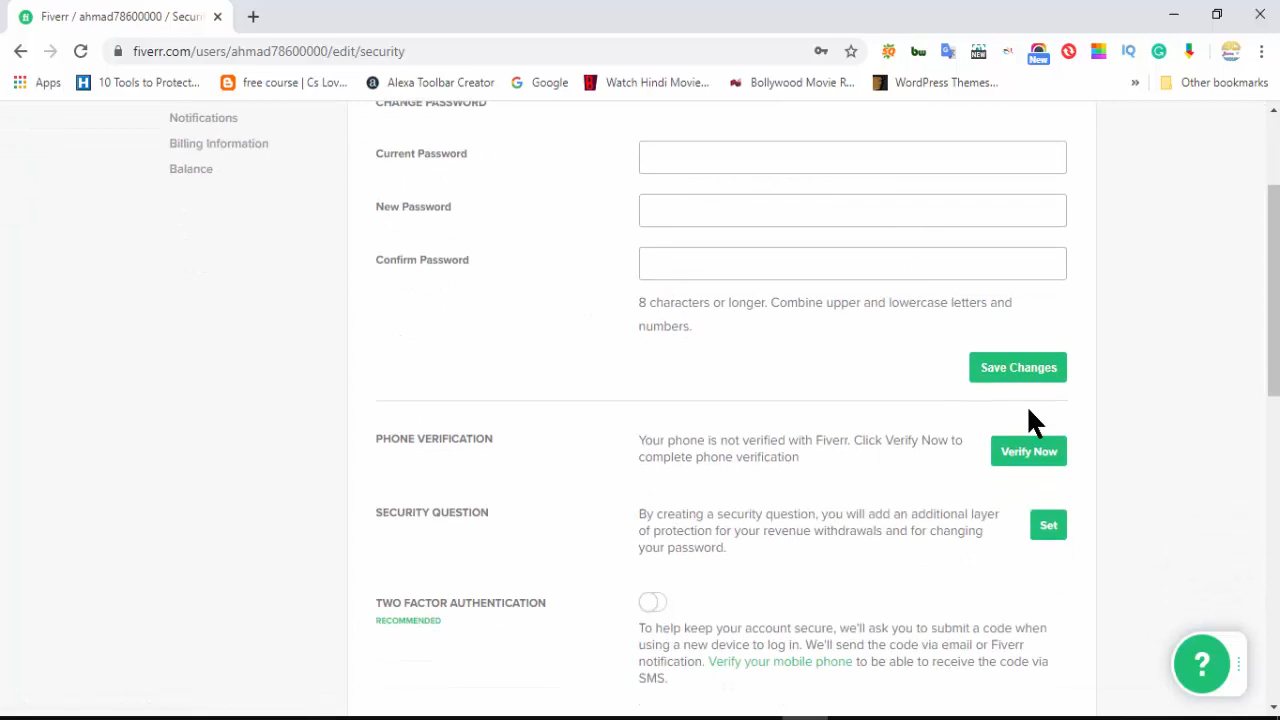 Fiverr / ahmad78600000 / Securi
fiverr.com/users/ahmad78600000/edit/security
New
Apps
10 Tools to Protect...
free course | Cs Lov...
Alexa Toolbar Creator
Google
Watch Hindi Movie...
Bollywood Movie R...
WordPress Themes...
»
Other bookmarks
CHANGE PASSWORD
Notifications
Billing Information
Balance
Current Password
New Password
Confirm Password
8 characters or longer. Combine upper and lowercase letters and
numbers.
Save Changes
PHONE VERIFICATION
Your phone is not verified with Fiverr. Click Verify Now to
complete phone verification
Verify Now
SECURITY QUESTION
By creating a security question, you will add an additional layer
of protection for your revenue withdrawals and for changing
your password.
Set
TWO FACTOR AUTHENTICATION
RECOMMENDED
To help keep your account secure, we'll ask you to submit a code when
using a new device to log in. We'll send the code via email or Fiverr
notification. Verify your mobile phone to be able to receive the code via
SMS.
?